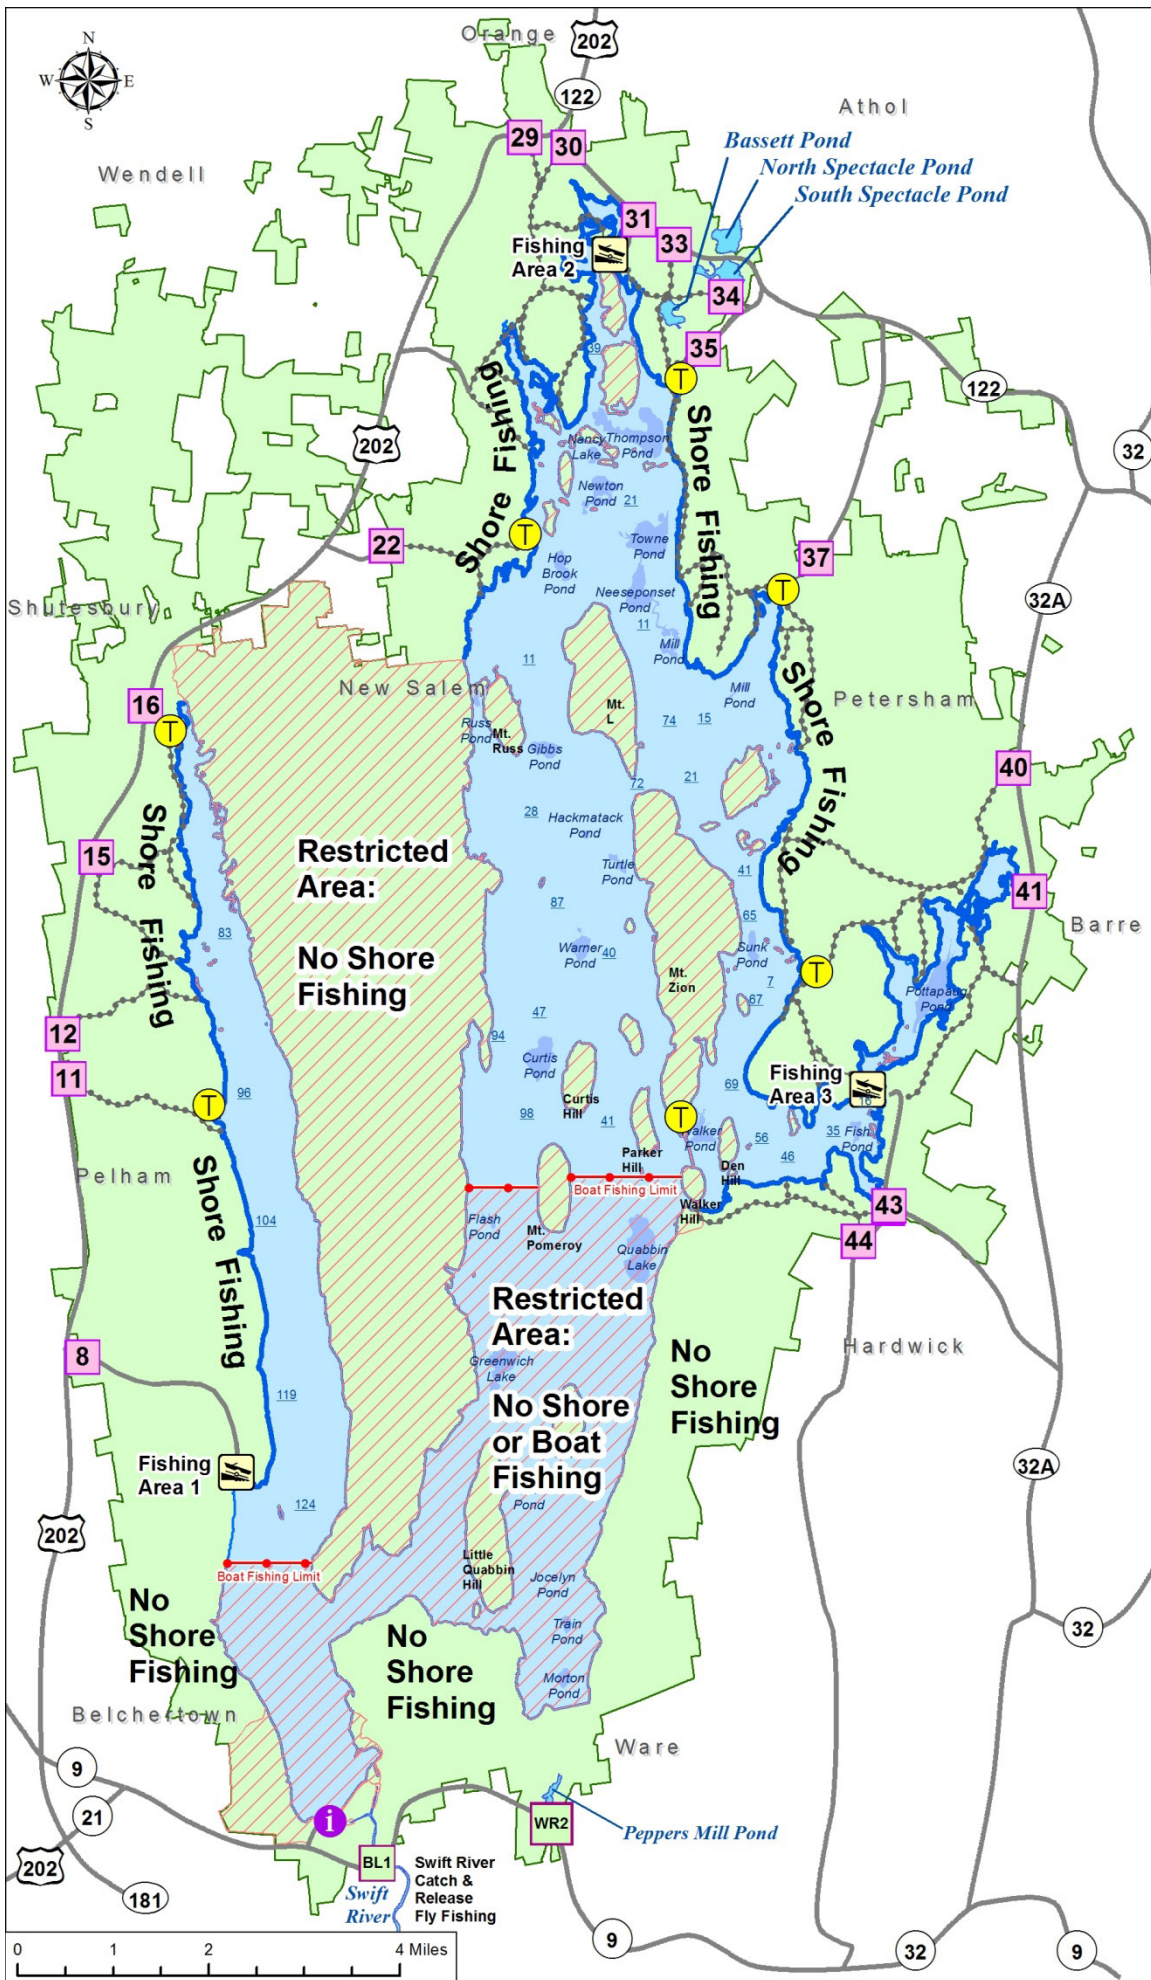 Orange
202
N
W E
S
122
Athol
29
30
Bassett Pond
North Spectacle Pond
South Spectacle Pond
Wendell
31
33
Fishing
Area 2
34
35
39
T
122
32
Shore Fishing
Shore Fishing
202
Nancy
Lake
Thompson
Pond
Newton
Pond
21
22
T
Towne
Pond
37
Hop
Brook
Pond
Neeseponset
Pond
T
32A
Shutesbury
11
Mill
Pond
11
New Salem
Mill
Pond
Shore Fishing
Petersham
16
T
Russ
Pond
Mt.
Russ
Gibbs
Pond
Mt.
L
74
15
72
21
40
28
Hackmatack
Pond
Shore Fishing
15
Restricted
Area:
No Shore
Fishing
Turtle
Pond
41
41
87
65
Barre
83
Warner
Pond
40
Sunk
Pond
Mt.
Zion
T
7
67
Pottapaug
Pond
12
47
94
11
Curtis
Pond
Fishing
Area 3
96
T
69
16
Curtis
Hill
98
41
T
Walker
Pond
56
35
Fish
Pond
46
Parker
Hill
Den
Hill
Pelham
Shore Fishing
Boat Fishing Limit
Walker
Hill
43
104
Flash
Pond
Mt.
Pomeroy
Quabbin
Lake
44
Restricted
Area:
No Shore
or Boat
Fishing
8
Greenwich
Lake
No
Shore
Fishing
Hardwick
119
Fishing
Area 1
32A
124
Pond
202
Boat Fishing Limit
Little
Quabbin
Hill
Jocelyn
Pond
No
Shore
Fishing
No
Shore
Fishing
Train
Pond
32
Morton
Pond
Belchertown
Ware
9
21
i
WR2
Peppers Mill Pond
202
181
BL1
Swift
River
Swift River
Catch &
Release
Fly Fishing
9
32
9
0 1 2 4 Miles